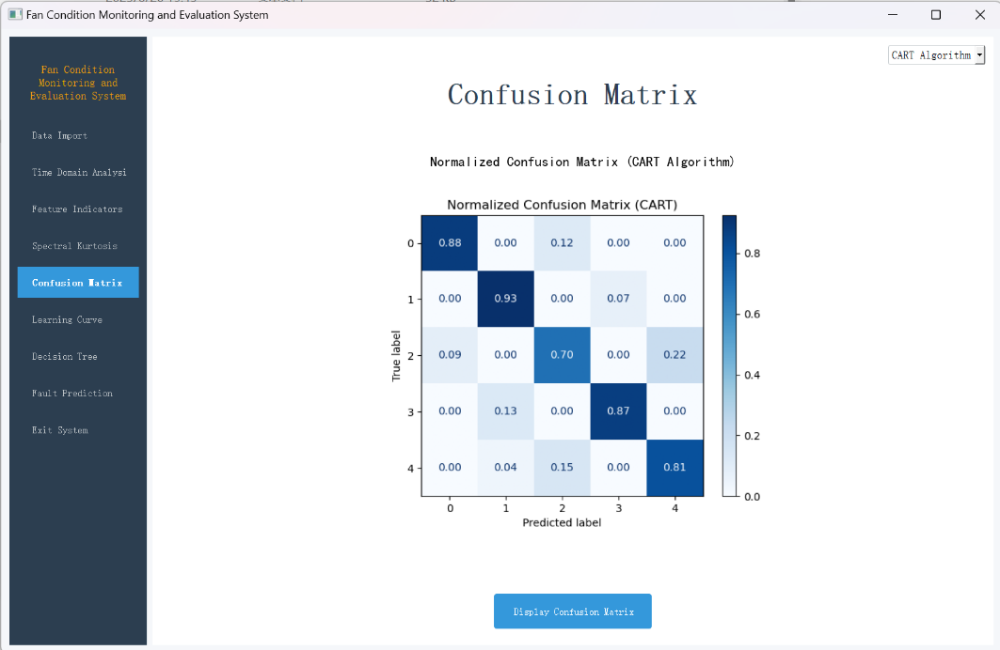 Fan Condition Monitoring and Evaluation System
Fan Condition
Monitoring and
Evaluation System
Data Import
Time Domain Analysi
Feature Indicators
Spectral Kurtosis
Confusion Matrix
Learning Curve
Decision Tree
Fault Prediction
Exit System
CART Algorithm
Confusion Matrix
Normalized Confusion Matrix (CART Algorithm)
Normalized Confusion Matrix (CART)
True label
0 0.88 0.00 0.12 0.00 0.00
1 0.00 0.93 0.00 0.07 0.00
2 0.09 0.00 0.70 0.00 0.22
3 0.00 0.13 0.00 0.87 0.00
4 0.00 0.04 0.15 0.00 0.81
0 1 2 3 4
Predicted label
0.8
0.6
0.4
0.2
0.0
Display Confusion Matrix